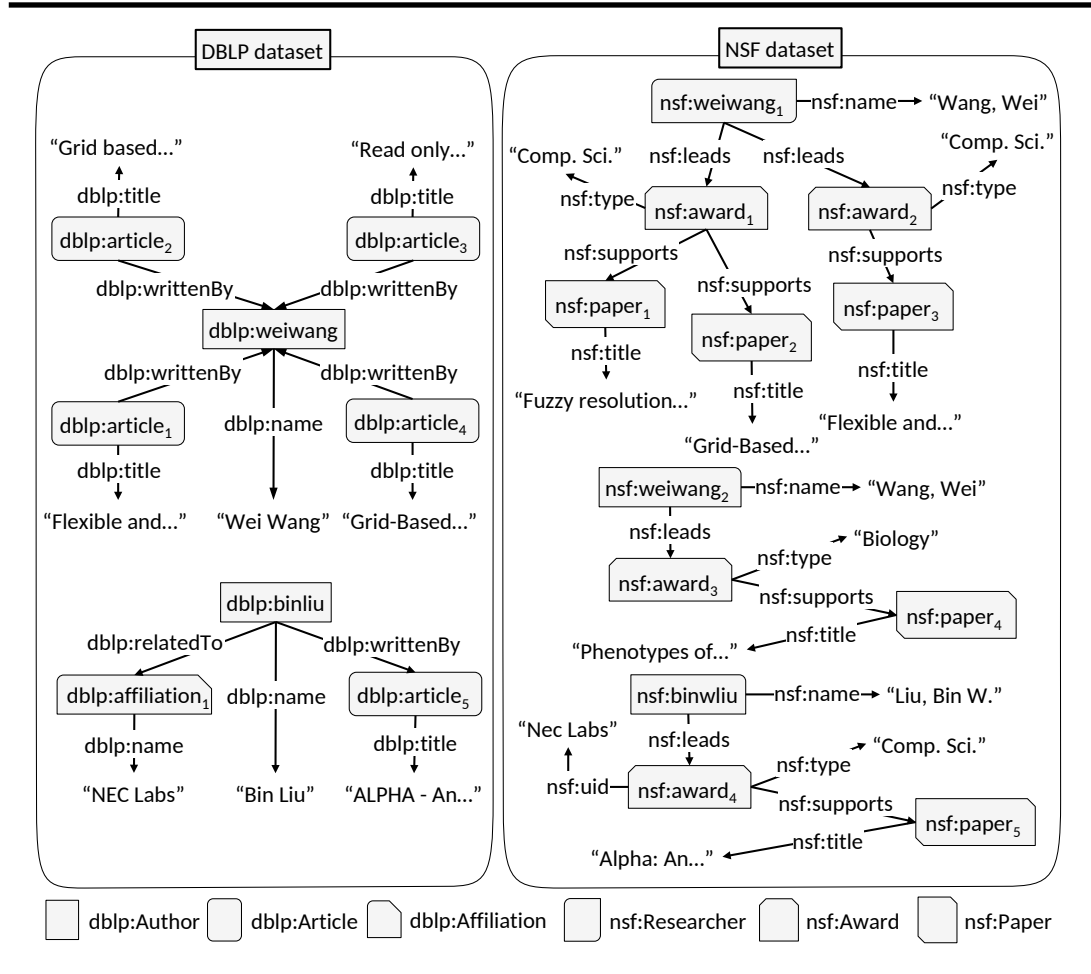 DBLP dataset
“Grid based...”
“Read only...”
dblp:title
dblp:title
dblp:article2
dblp:article3
dblp:writtenBy
dblp:writtenBy
dblp:weiwang
dblp:writtenBy
dblp:writtenBy
dblp:article1
dblp:name
dblp:article4
dblp:title
dblp:title
“Flexible and...”
“Wei Wang”
“Grid-Based...”
dblp:binliu
dblp:relatedTo
dblp:writtenBy
dblp:affiliation1
dblp:name
dblp:article5
dblp:name
dblp:title
“NEC Labs”
“Bin Liu”
“ALPHA - An...”
NSF dataset
nsf:weiwang1
nsf:name
“Wang, Wei”
“Comp. Sci.”
nsf:leads
nsf:leads
“Comp. Sci.”
nsf:type
nsf:type
nsf:award1
nsf:award2
nsf:supports
nsf:supports
nsf:supports
nsf:paper1
nsf:paper2
nsf:paper3
nsf:title
nsf:title
nsf:title
“Fuzzy resolution...”
“Flexible and...”
“Grid-Based...”
nsf:weiwang2
nsf:name
“Wang, Wei”
nsf:leads
“Biology”
nsf:type
nsf:award3
nsf:supports
nsf:paper4
nsf:title
“Phenotypes of...”
nsf:binwliu
nsf:name
“Liu, Bin W.”
“Nec Labs”
nsf:leads
“Comp. Sci.”
nsf:type
nsf:uid
nsf:award4
nsf:supports
nsf:paper5
nsf:title
“Alpha: An...”
dblp:Author
dblp:Article
dblp:Affiliation
nsf:Researcher
nsf:Award
nsf:Paper